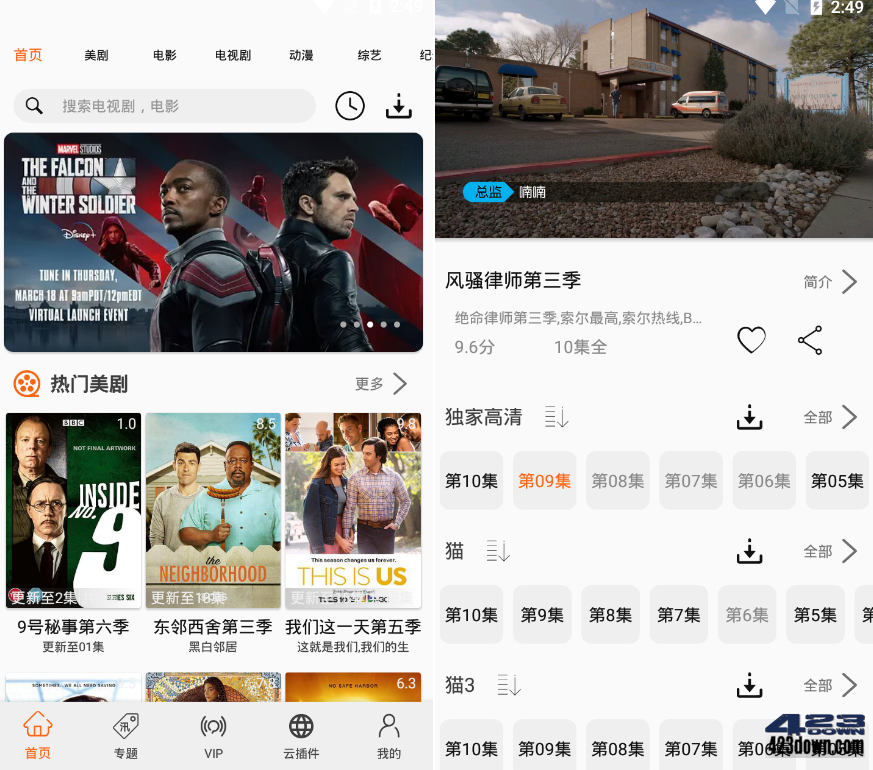 2:49
首页 美剧 电影 电视剧 动漫 综艺 纪
搜索电视剧，电影
MARVEL STUDIOS
THE FALCON
AND THE
WINTER SOLDIER
Disney+
TUNE IN THURSDAY,
MARCH 18 AT 9amPDT/12pmEDT
VIRTUAL LAUNCH EVENT
热门美剧 更多
BBC 1.0
NOT FINAL ARTWORK
INSIDE
NO.
9
SERIES SIX
更新至2集
9号秘事第六季
更新至01集
8.5
the
NEIGHBORHOOD
更新至18集
东邻西舍第三季
黑白邻居
9.8
This season changes us forever.
THIS IS US
NBC
我们这一天第五季
这就是我们,我们的生
SOMETIMES...WE ALL NEED SAVING
7.1
NO SAFE HARBOR
6.3
首页 专题 VIP 云插件 我的
2:49
总监 喃喃
风骚律师第三季 简介
绝命律师第三季,索尔最高,索尔热线,B...
9.6分 10集全
独家高清 全部
第10集 第09集 第08集 第07集 第06集 第05集
猫 全部
第10集 第9集 第8集 第7集 第6集 第5集 第
猫3 全部
第10集 第09集 第08集 第07集 第06集 第05集
423
DOWN
423down.com